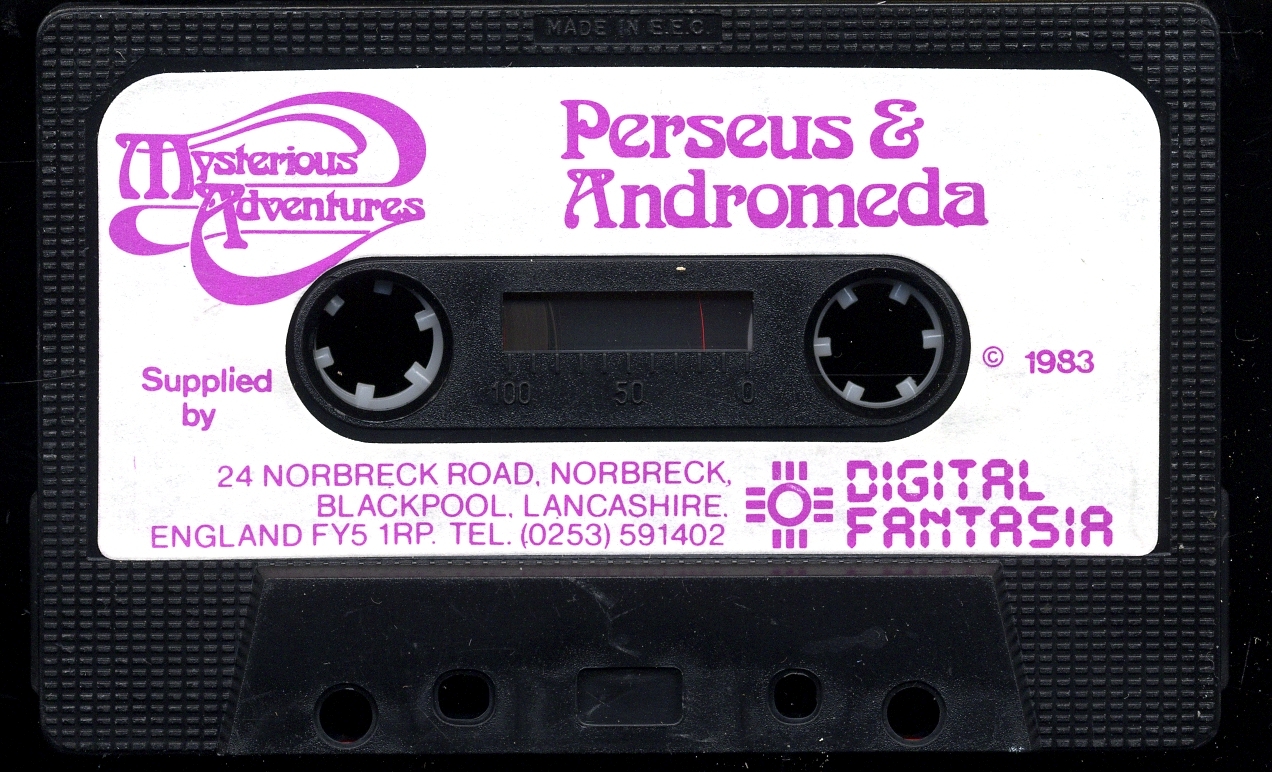 MADE IN E.E.C.
Mysterious
Adventures
Perseus &
Andromeda
© 1983
Supplied
by
100 50 0
24 NORBRECK ROAD, NORBRECK,
BLACKPOOL, LANCASHIRE.
ENGLAND FY5 1RP. TEL. (0253) 591402
DIGITAL
FANTASIA